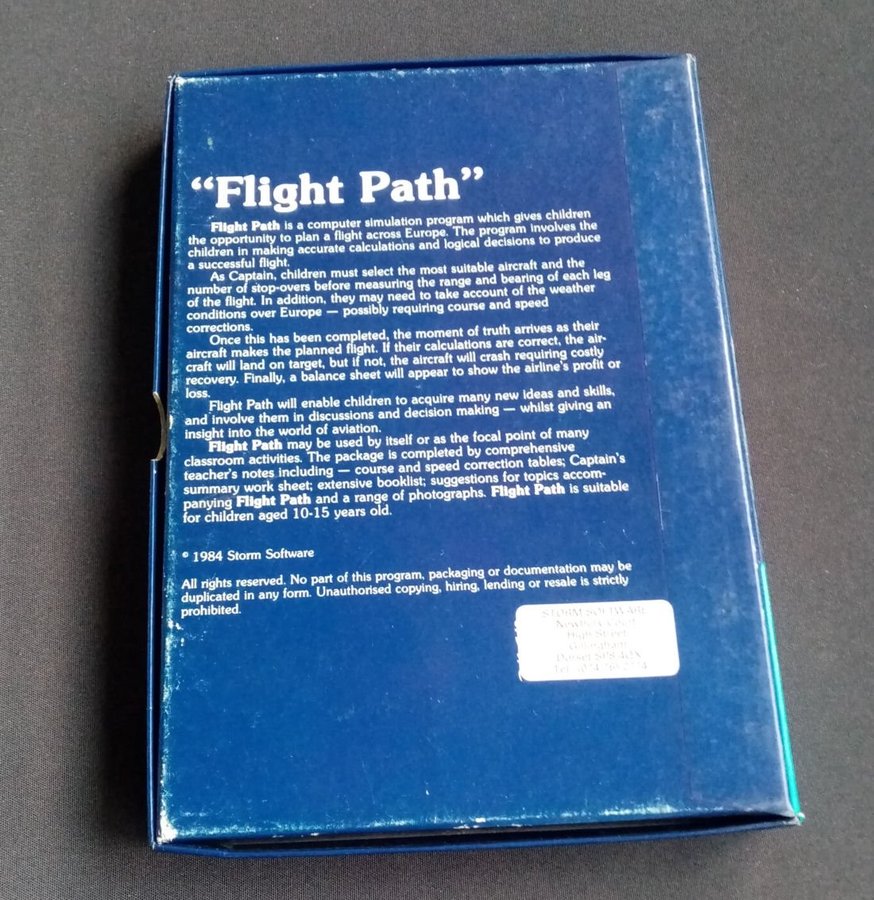 “Flight Path”
Flight Path is a computer simulation program which gives children
the opportunity to plan a flight across Europe. The program involves the
children in making accurate calculations and logical decisions to produce
a successful flight.
As Captain, children must select the most suitable aircraft and the
number of stop-overs before measuring the range and bearing of each leg
of the flight. In addition, they may need to take account of the weather
conditions over Europe — possibly requiring course and speed
corrections.
Once this has been completed, the moment of truth arrives as their
aircraft makes the planned flight. If their calculations are correct, the air-
craft will land on target, but if not, the aircraft will crash requiring costly
recovery. Finally, a balance sheet will appear to show the airline's profit or
loss.
Flight Path will enable children to acquire many new ideas and skills,
and involve them in discussions and decision making — whilst giving an
insight into the world of aviation.
Flight Path may be used by itself or as the focal point of many
classroom activities. The package is completed by comprehensive
teacher's notes including — course and speed correction tables; Captain's
summary work sheet; extensive booklist; suggestions for topics accom-
panying Flight Path and a range of photographs. Flight Path is suitable
for children aged 10-15 years old.
© 1984 Storm Software
All rights reserved. No part of this program, packaging or documentation may be
duplicated in any form. Unauthorised copying, hiring, lending or resale is strictly
prohibited.
STORM SOFTWARE
High Street
Dorset